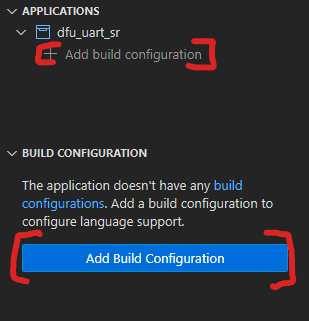 APPLICATIONS
dfu_uart_sr
Add build configuration
BUILD CONFIGURATION
The application doesn't have any build
configurations. Add a build configuration to
configure language support.
Add Build Configuration